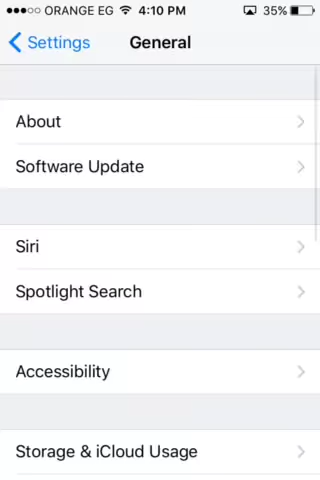 ORANGE EG 4:10 PM 35%
Settings General
About
Software Update
Siri
Spotlight Search
Accessibility
Storage & iCloud Usage